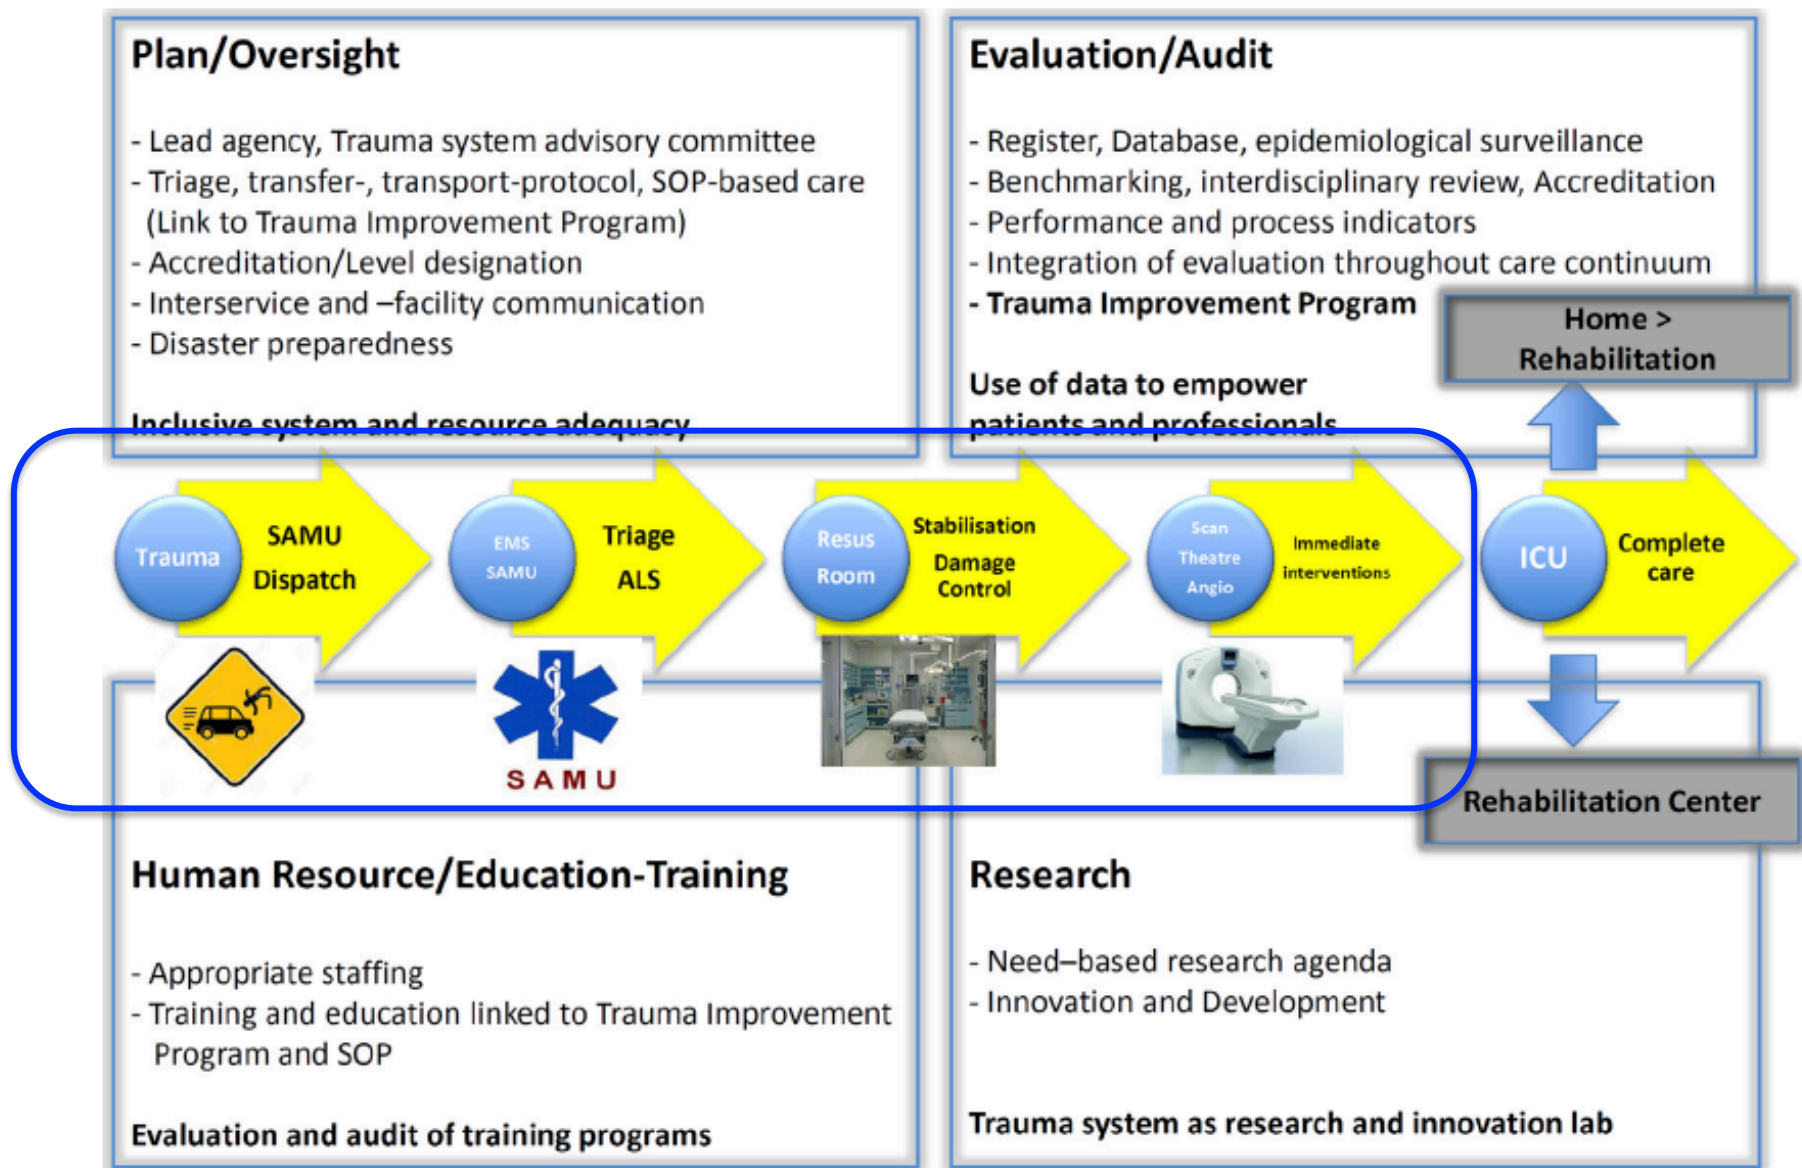 Plan/Oversight
- Lead agency, Trauma system advisory committee
- Triage, transfer-, transport-protocol, SOP-based care
(Link to Trauma Improvement Program)
- Accreditation/Level designation
- Interservice and –facility communication
- Disaster preparedness
Inclusive system and resource adequacy
Evaluation/Audit
- Register, Database, epidemiological surveillance
- Benchmarking, interdisciplinary review, Accreditation
- Performance and process indicators
- Integration of evaluation throughout care continuum
- Trauma Improvement Program
Use of data to empower
patients and professionals
Home >
Rehabilitation
Trauma
SAMU
Dispatch
EMS
SAMU
Triage
ALS
Resus
Room
Stabilisation
Damage
Control
Scan
Theatre
Angio
Immediate
interventions
ICU
Complete
care
SAMU
Rehabilitation Center
Human Resource/Education-Training
- Appropriate staffing
- Training and education linked to Trauma Improvement
Program and SOP
Evaluation and audit of training programs
Research
- Need–based research agenda
- Innovation and Development
Trauma system as research and innovation lab